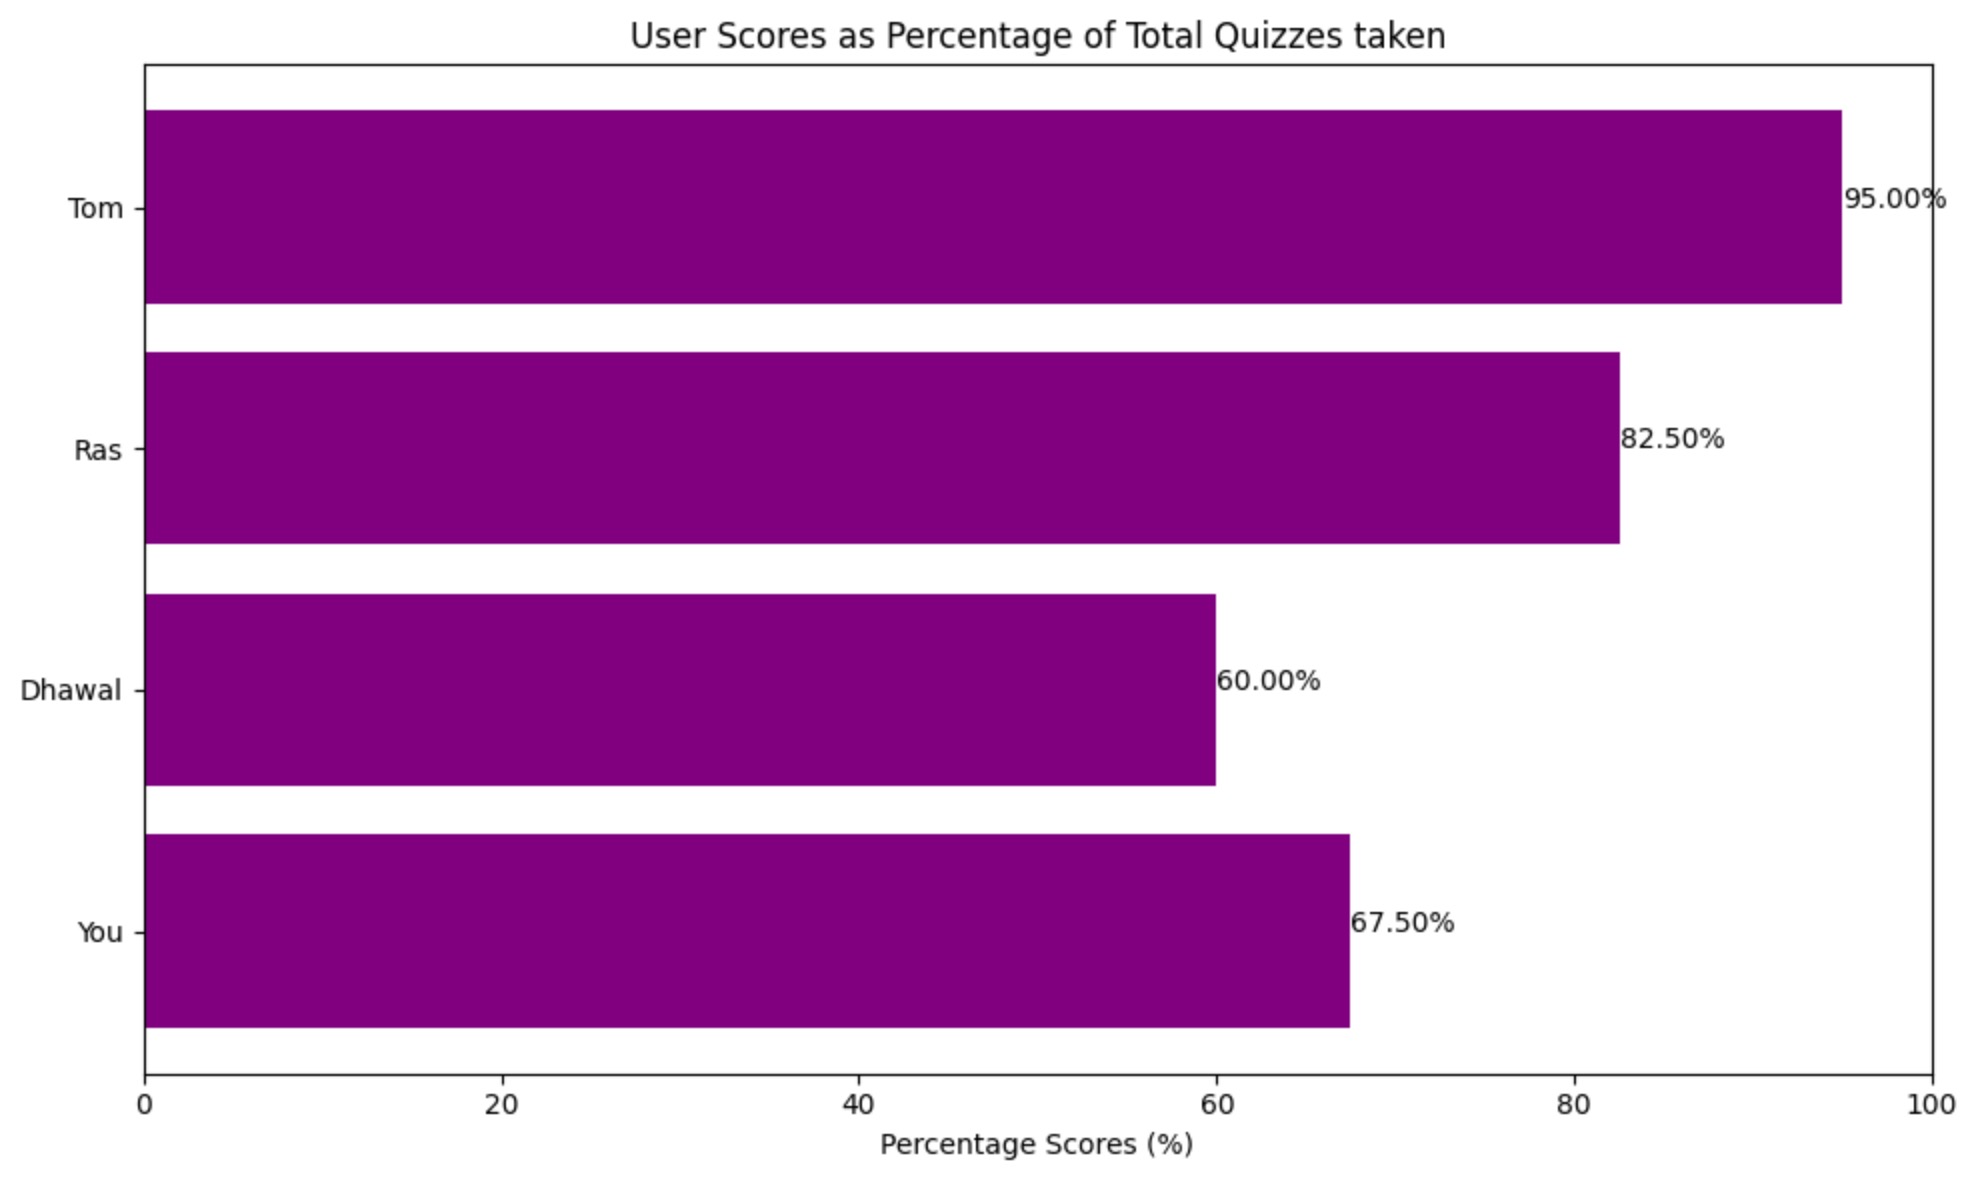 User Scores as Percentage of Total Quizzes taken
Tom
95.00%
Ras
82.50%
Dhawal
60.00%
You
67.50%
0 20 40 60 80 100
Percentage Scores (%)